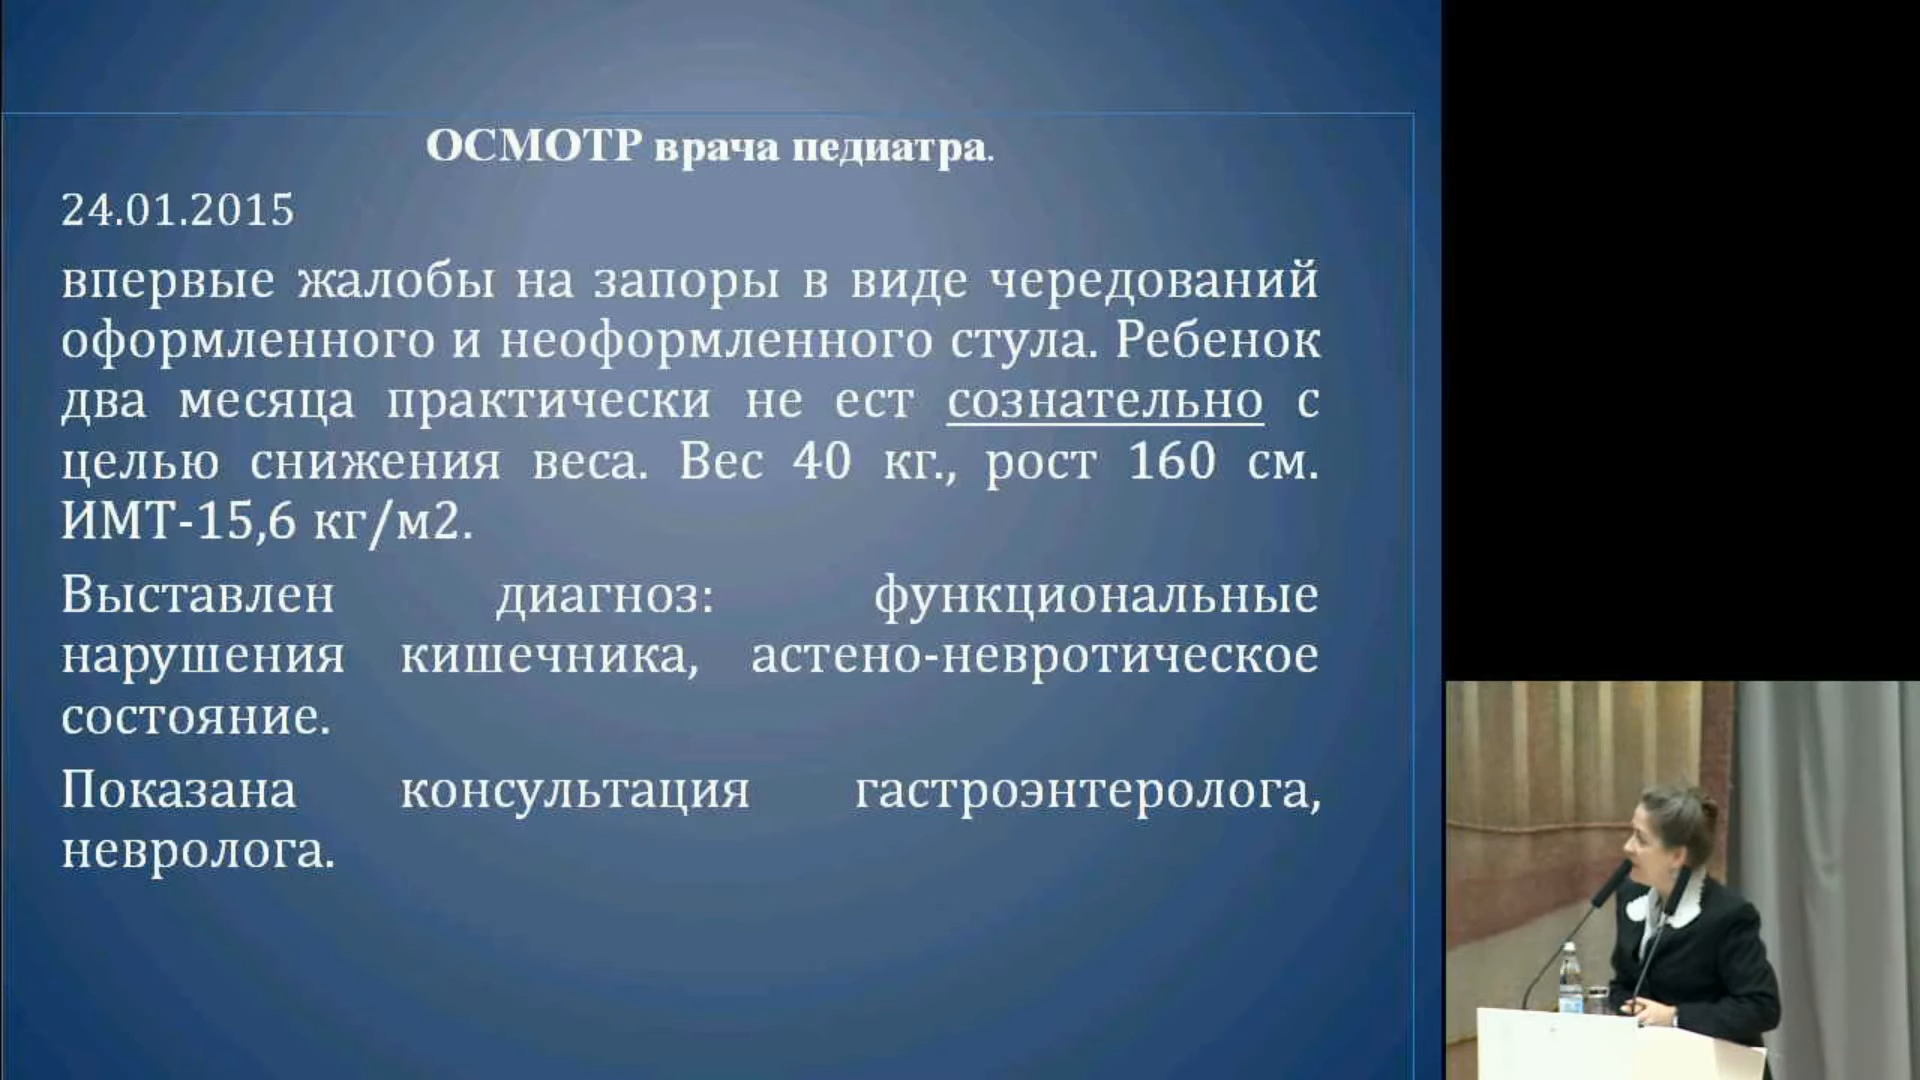 ОСМОТР врача педиатра.
24.01.2015
впервые жалобы на запоры в виде чередований
оформленного и неоформленного стула. Ребенок
два месяца практически не ест сознательно с
целью снижения веса. Вес 40 кг., рост 160 см.
ИМТ-15,6 кг/м2.
Выставлен диагноз: функциональные
нарушения кишечника, астено-невротическое
состояние.
Показана консультация гастроэнтеролога,
невролога.